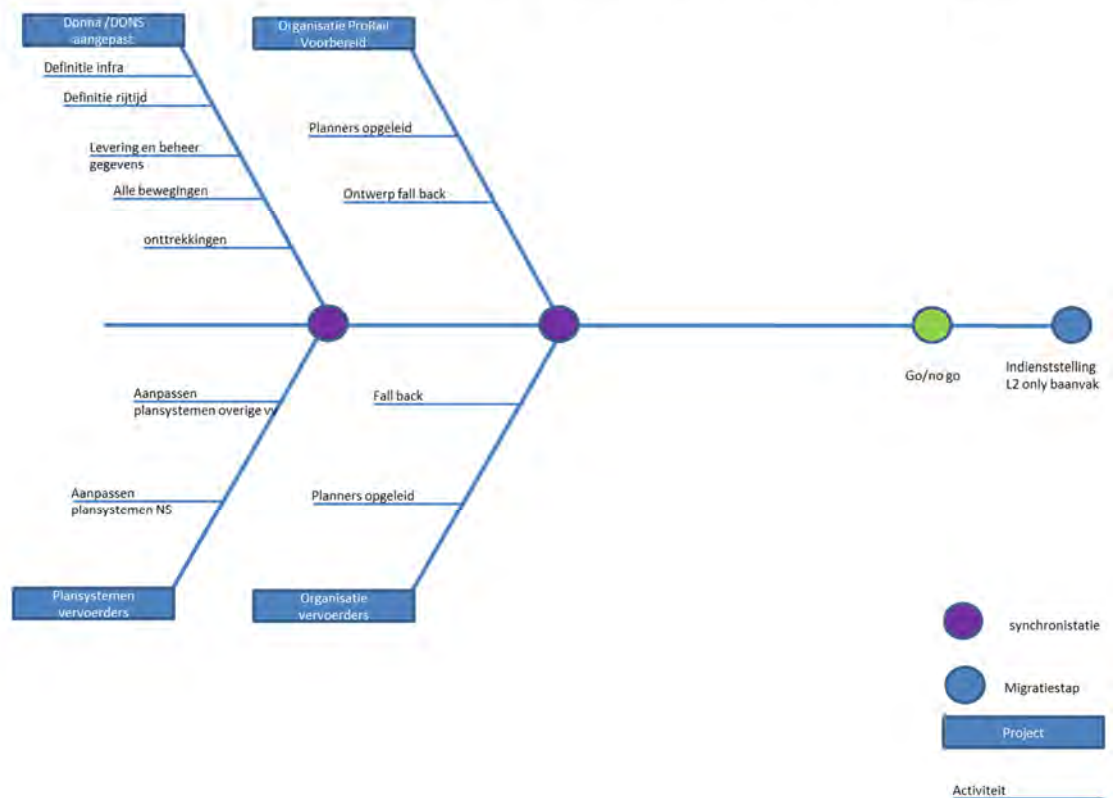 Donna /DONS
aangepast
Organisatie ProRail
Voorbereid
Definitie infra
Definitie rijtijd
Levering en beheer
gegevens
Alle bewegingen
onttrekkingen
Planners opgeleid
Ontwerp fall back
Go/no go
Indienststelling
L2 only baanvak
Aanpassen
plansystemen overige vv
Aanpassen
plansystemen NS
Fall back
Planners opgeleid
Plansystemen
vervoerders
Organisatie
vervoerders
synchronistatie
Migratiestap
Project
Activiteit